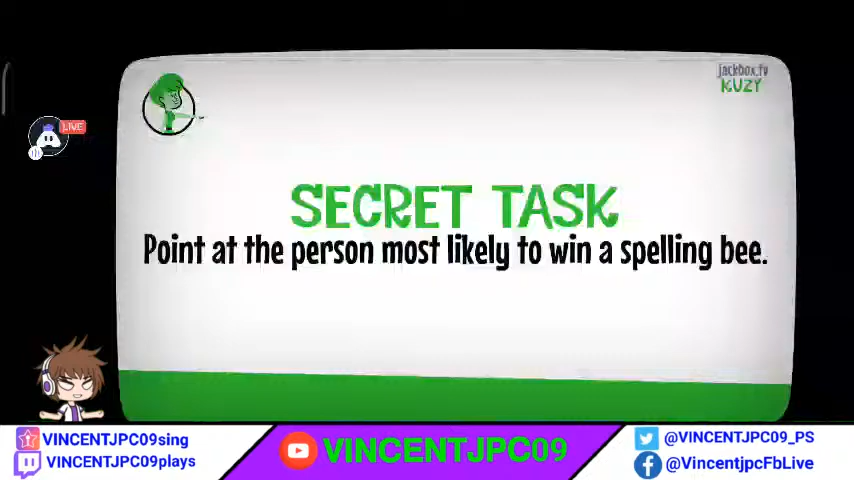 jackbox.tv
KUZY
LIVE
SECRET TASK
Point at the person most likely to win a spelling bee.
VINCENTJPC09sing
VINCENTJPC09plays
VINCENTJPC09
@VINCENTJPC09_PS
@VincentjpcFbLive